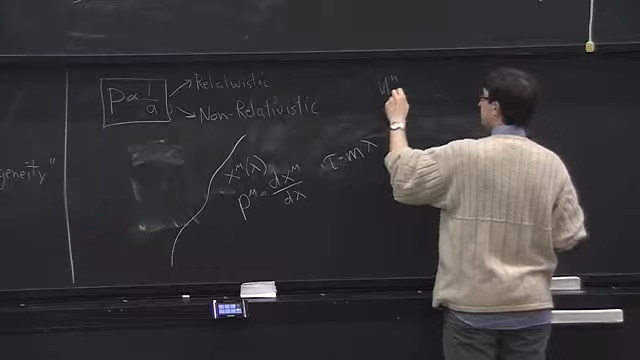 geneity"
P ∝ 1/a
Relativistic
Non-Relativistic
x^μ(λ)
p^μ = dx^μ/dλ
τ = mλ
u^μ